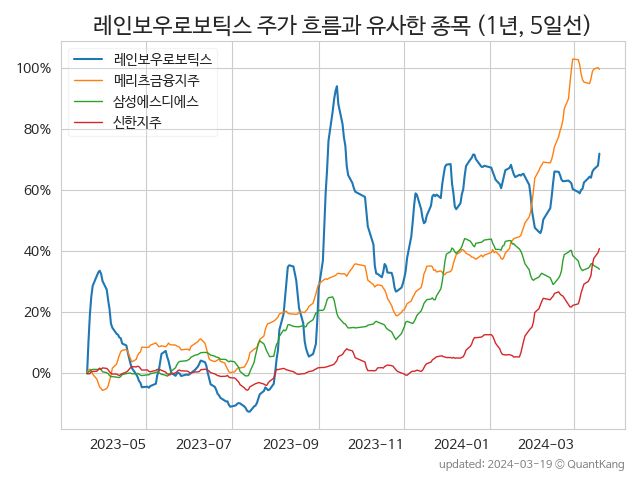 레인보우로보틱스 주가 흐름과 유사한 종목 (1년, 5일선)
레인보우로보틱스
메리츠금융지주
삼성에스디에스
신한지주
100%
80%
60%
40%
20%
0%
2023-05
2023-07
2023-09
2023-11
2024-01
2024-03
updated: 2024-03-19 © QuantKang